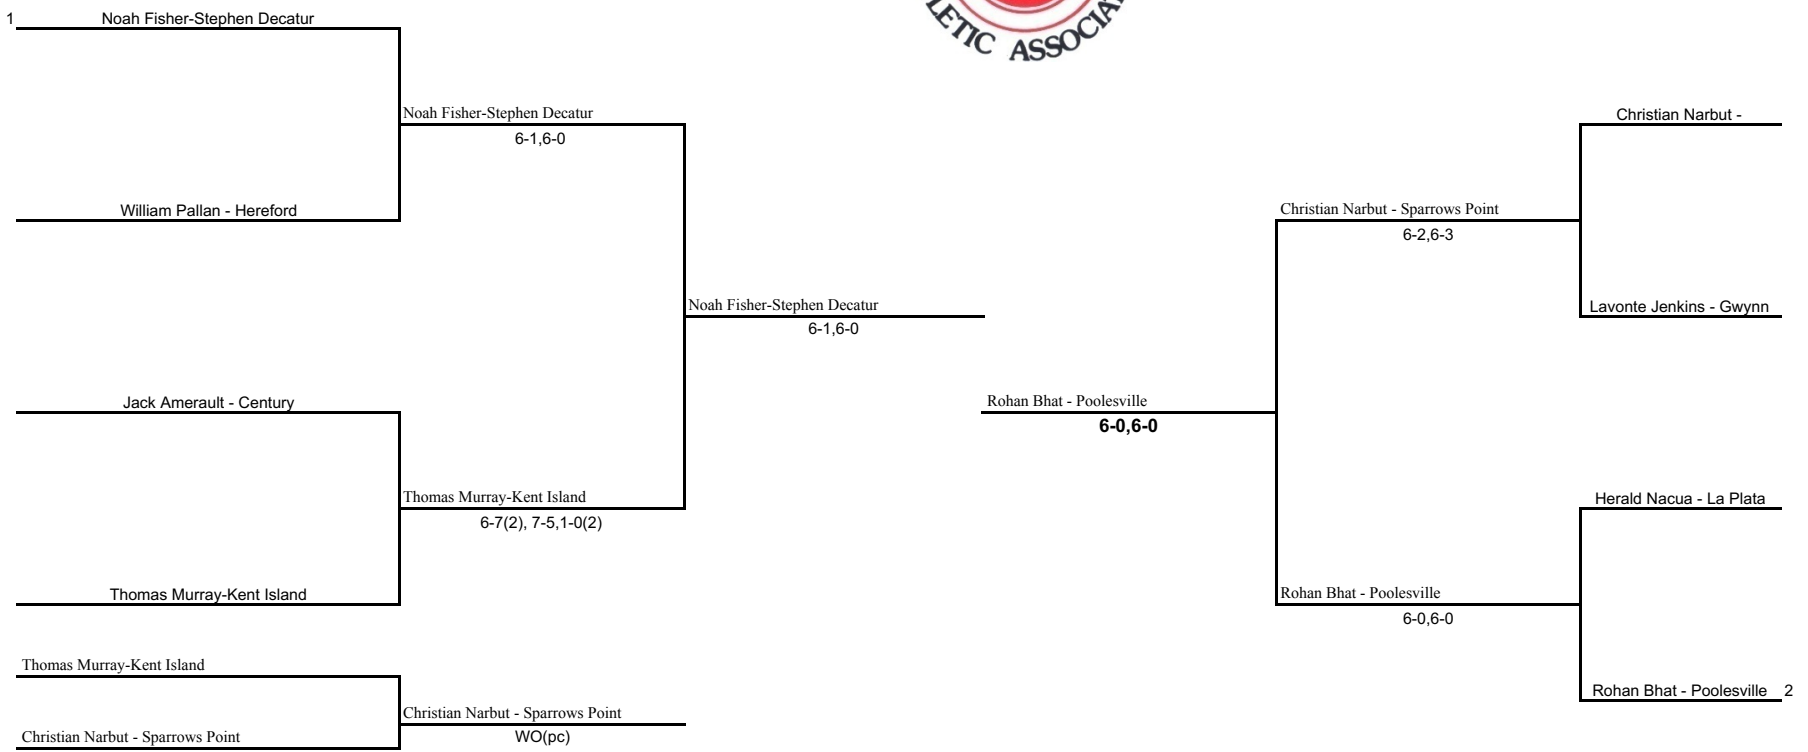 LETIC ASSOCIA
1 Noah Fisher-Stephen Decatur
Noah Fisher-Stephen Decatur
6-1,6-0
William Pallan - Hereford
Noah Fisher-Stephen Decatur
6-1,6-0
Jack Amerault - Century
Thomas Murray-Kent Island
6-7(2), 7-5,1-0(2)
Thomas Murray-Kent Island
Thomas Murray-Kent Island
Christian Narbut - Sparrows Point
WO(pc)
Christian Narbut - Sparrows Point
Christian Narbut -
Christian Narbut - Sparrows Point
6-2,6-3
Lavonte Jenkins - Gwynn
Rohan Bhat - Poolesville
6-0,6-0
Herald Nacua - La Plata
Rohan Bhat - Poolesville
6-0,6-0
Rohan Bhat - Poolesville 2